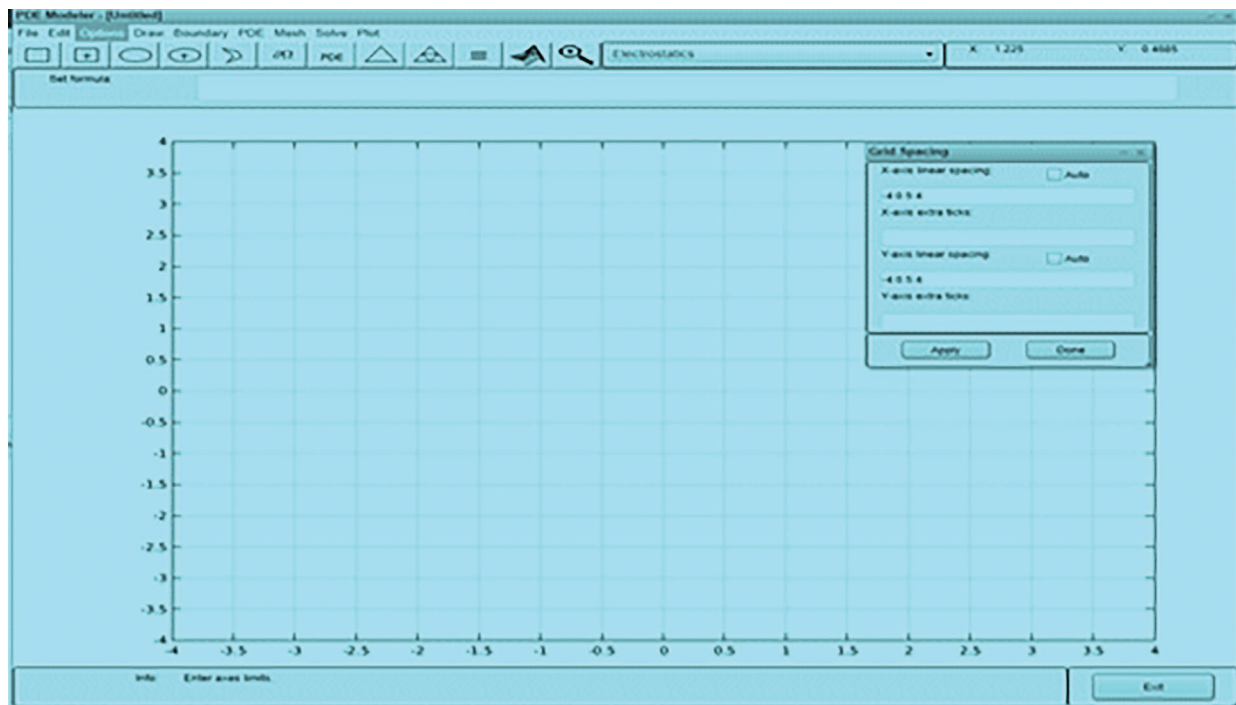 PDE Modeler - [Untitled]
File Edit Options Draw Boundary PDE Mesh Solve Plot
∂Ω PDE Electrostatics X: 1.225 Y: 0.4685
Set formula:
Grid Spacing
X-axis linear spacing: Auto
-4:0.5:4
X-axis extra ticks:
Y-axis linear spacing: Auto
-4:0.5:4
Y-axis extra ticks:
Apply Done
4
3.5
3
2.5
2
1.5
1
0.5
0
-0.5
-1
-1.5
-2
-2.5
-3
-3.5
-4
-4 -3.5 -3 -2.5 -2 -1.5 -1 -0.5 0 0.5 1 1.5 2 2.5 3 3.5 4
Info: Enter axes limits.
Exit